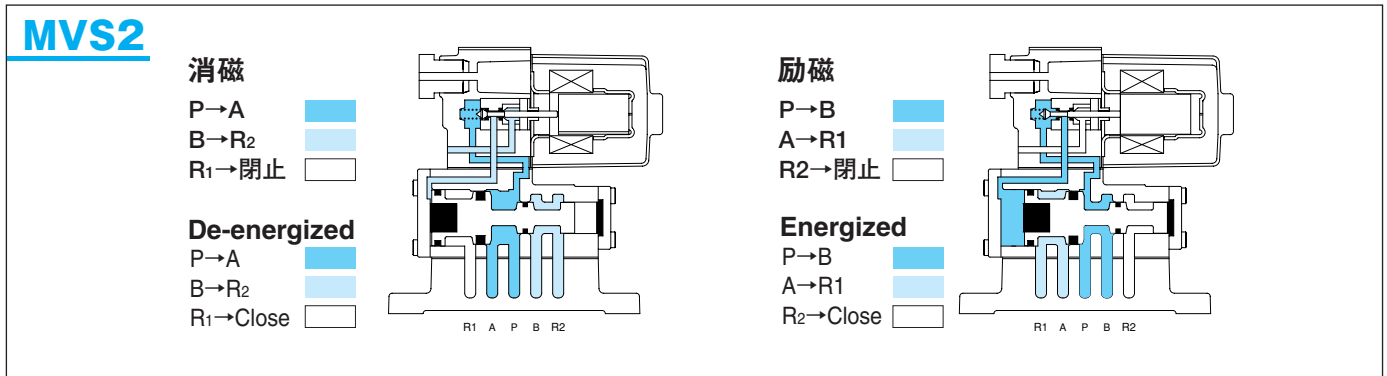 MVS2
消磁
P→A
B→R2
R1→閉止
De-energized
P→A
B→R2
R1→Close
R1 A P B R2
励磁
P→B
A→R1
R2→閉止
Energized
P→B
A→R1
R2→Close
R1 A P B R2